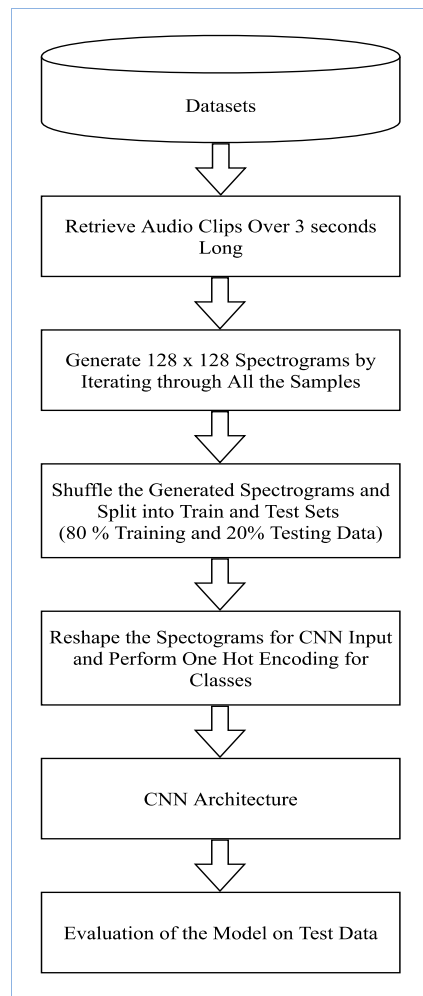 Datasets
Retrieve Audio Clips Over 3 seconds
Long
Generate 128 x 128 Spectrograms by
Iterating through All the Samples
Shuffle the Generated Spectrograms and
Split into Train and Test Sets
(80 % Training and 20% Testing Data)
Reshape the Spectograms for CNN Input
and Perform One Hot Encoding for
Classes
CNN Architecture
Evaluation of the Model on Test Data